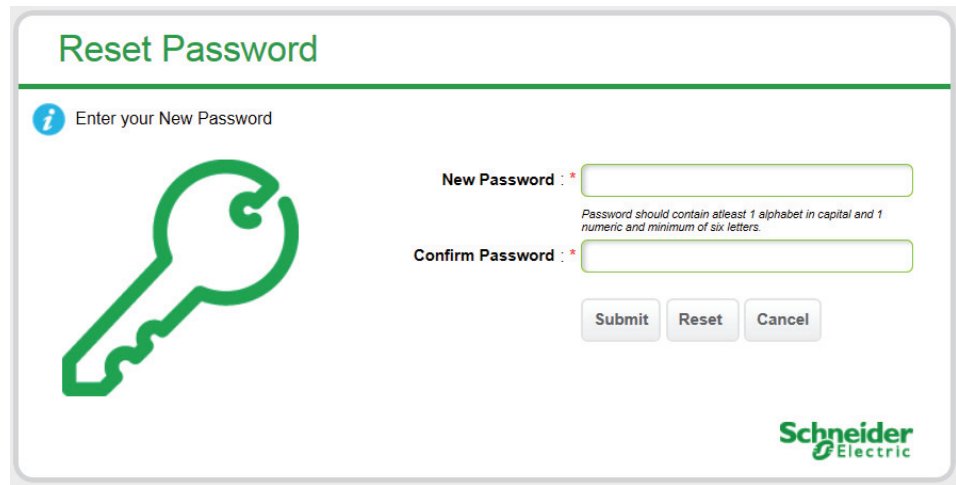 Reset Password
i Enter your New Password
New Password : *
Password should contain atleast 1 alphabet in capital and 1
numeric and minimum of six letters.
Confirm Password : *
Submit Reset Cancel
Schneider
Electric